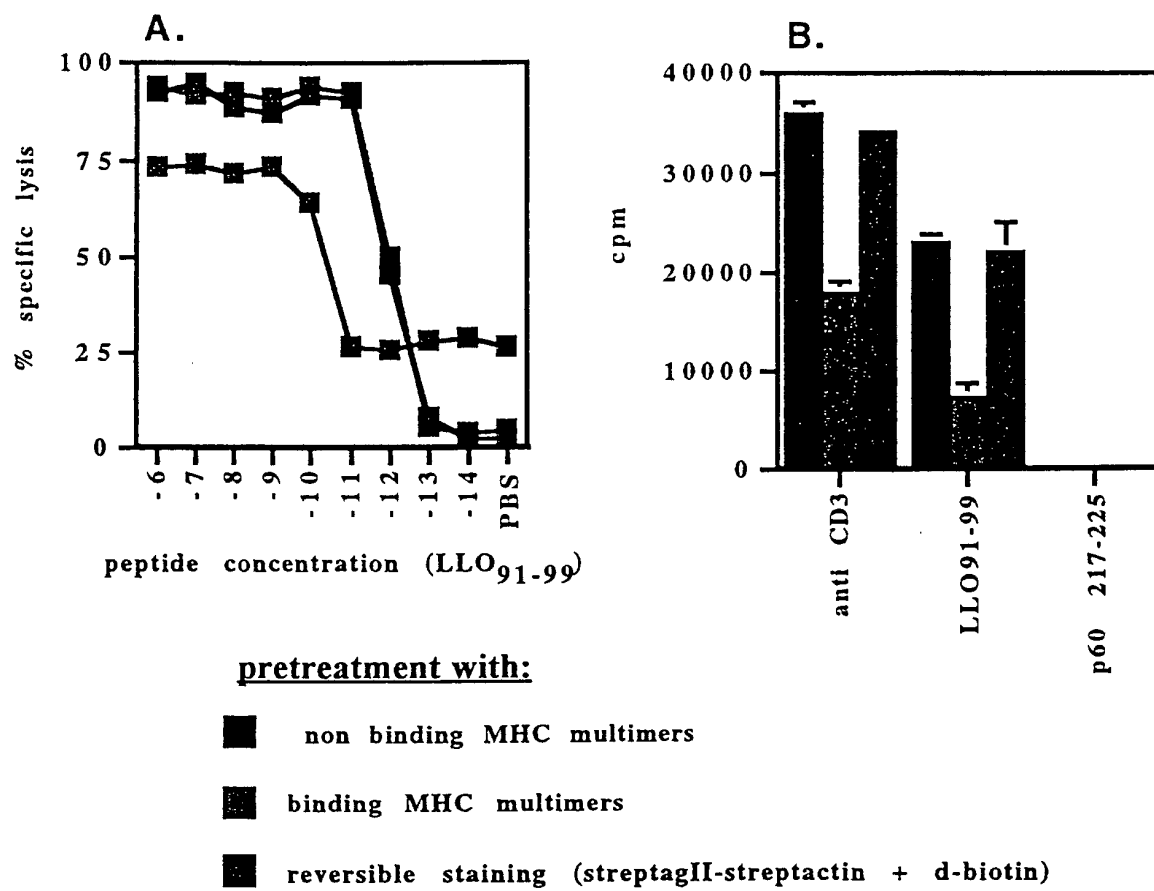 A.
100
75
50
25
0
% specific lysis
-6
-7
-8
-9
-10
-11
-12
-13
-14
PBS
peptide concentration (LLO91-99)
B.
40000
30000
20000
10000
0
cpm
anti CD3
LLO91-99
p60 217-225
pretreatment with:
non binding MHC multimers
binding MHC multimers
reversible staining (streptagII-streptactin + d-biotin)